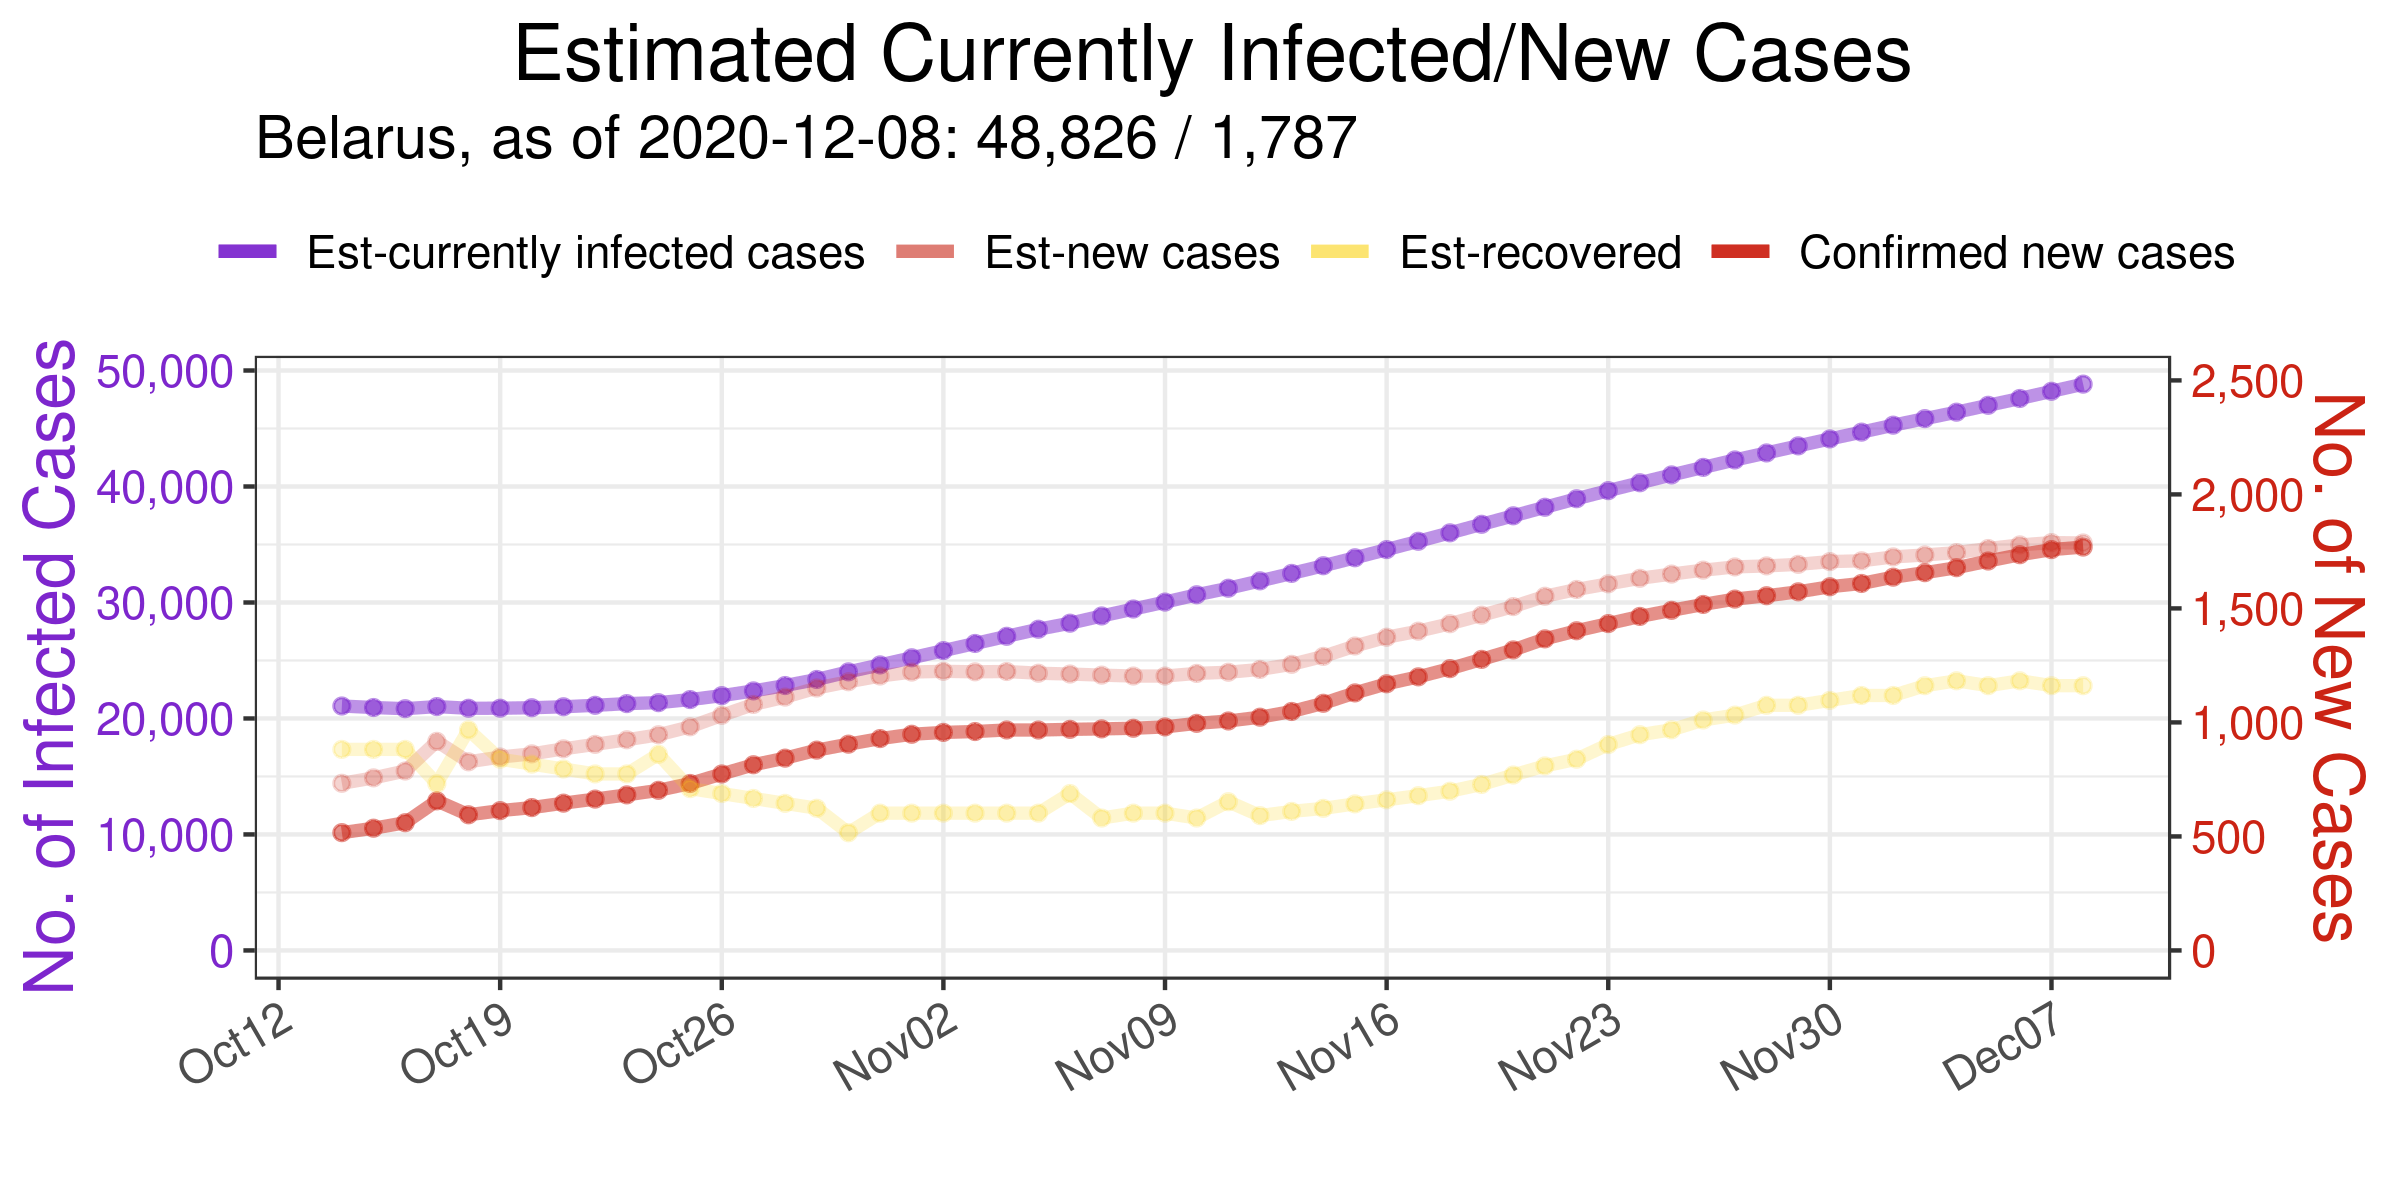 Estimated Currently Infected/New Cases
Belarus, as of 2020-12-08: 48,826 / 1,787
Est-currently infected cases Est-new cases Est-recovered Confirmed new cases
No. of Infected Cases
50,000
40,000
30,000
20,000
10,000
0
2,500
2,000
1,500
1,000
500
0
No. of New Cases
Oct12 Oct19 Oct26 Nov02 Nov09 Nov16 Nov23 Nov30 Dec07